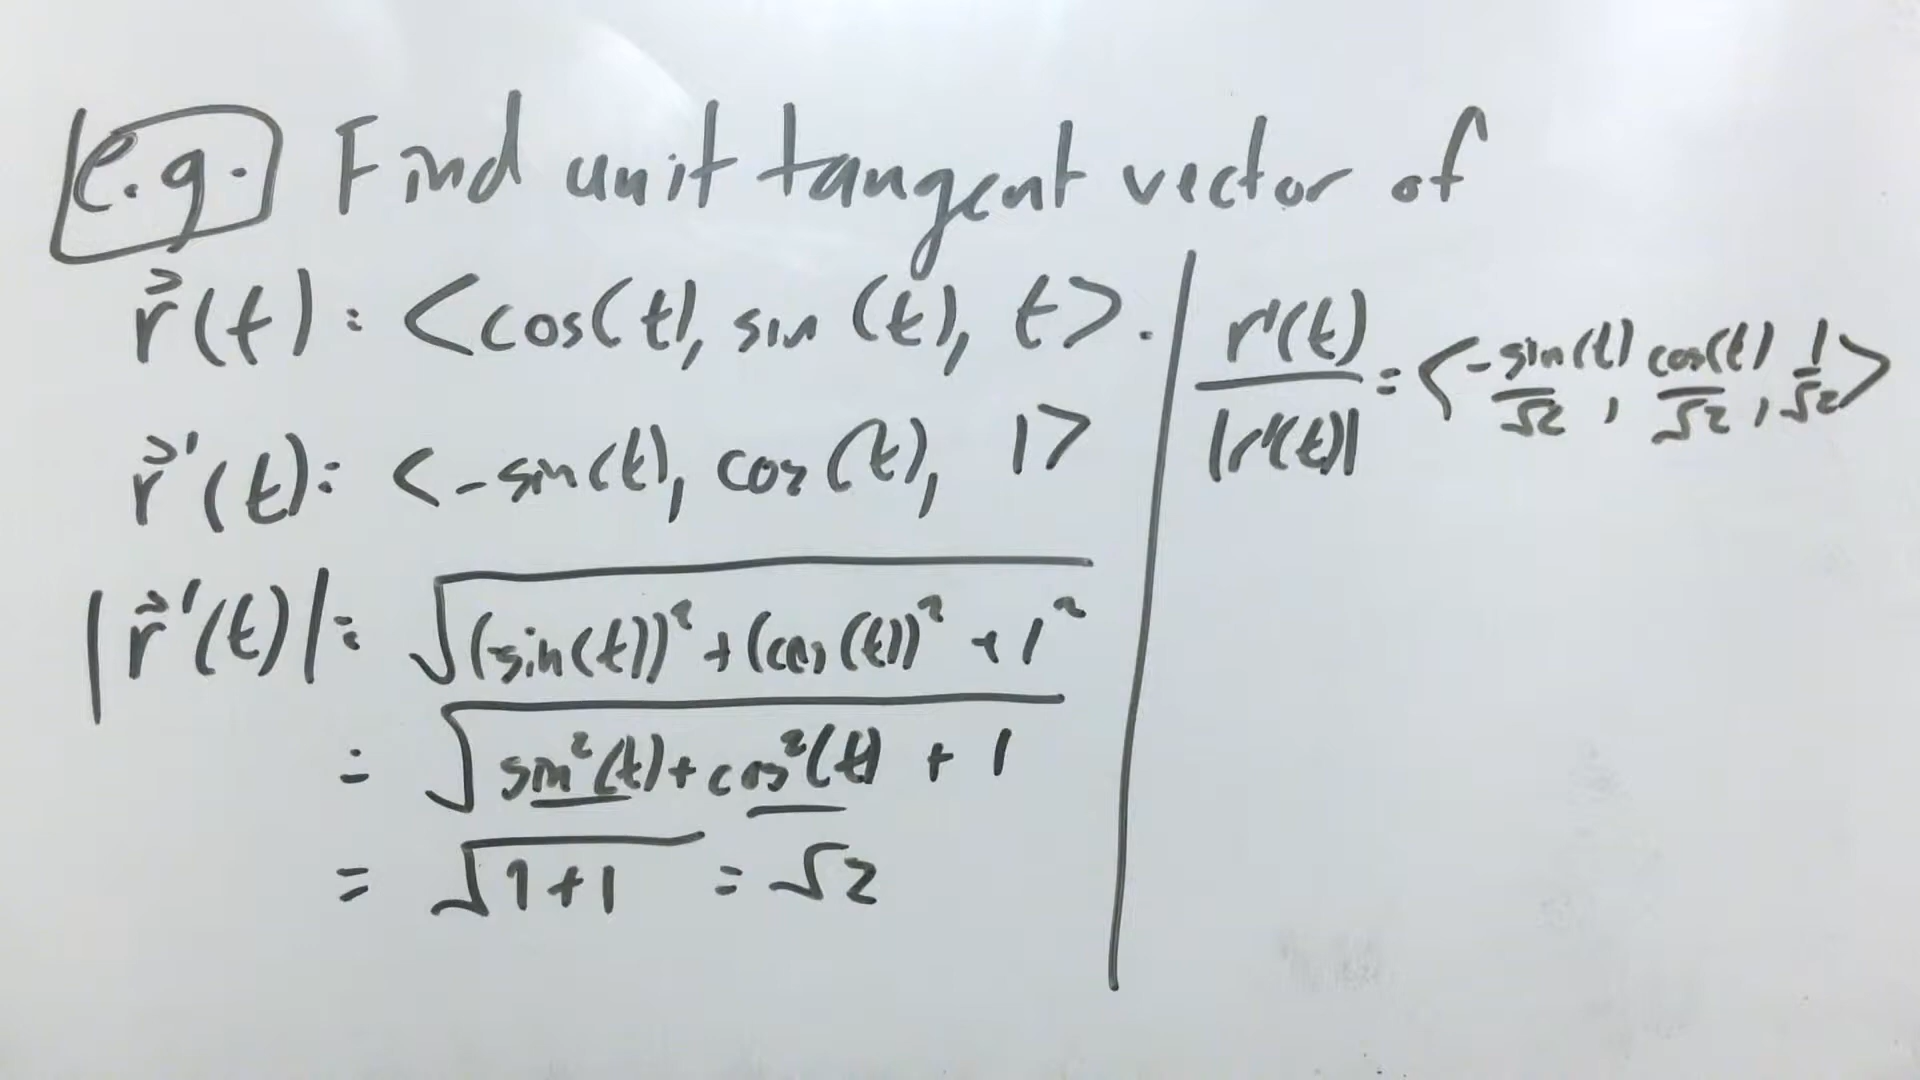 e.g. Find unit tangent vector of
r⃗(t) = <cos(t), sin(t), t>.
r⃗'(t) = <-sin(t), cos(t), 1>
|r⃗'(t)| = √((sin(t))² + (cos(t))² + 1²)
= √(sin²(t) + cos²(t) + 1)
= √(1+1) = √2
r'(t)/|r'(t)| = <-sin(t)/√2, cos(t)/√2, 1/√2>